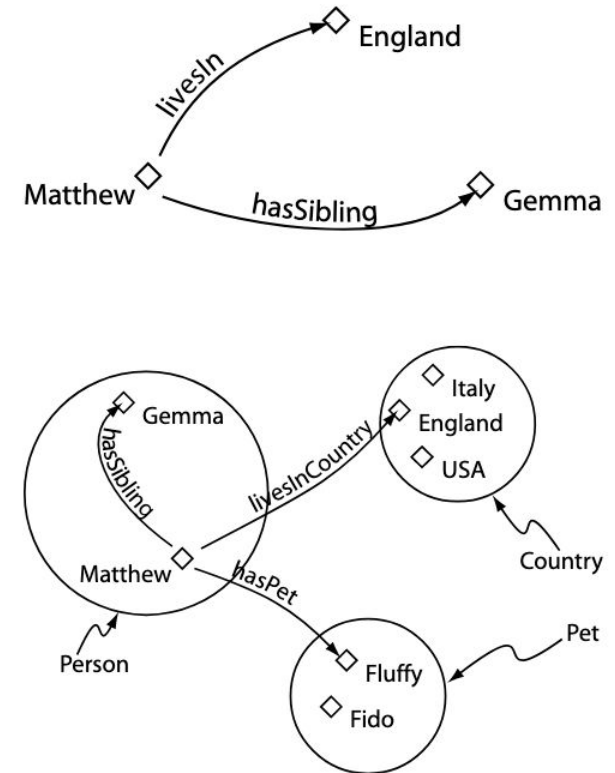 England
livesIn
Matthew
hasSibling
Gemma
Italy
Gemma
England
hasSibling
livesInCountry
USA
Matthew
hasPet
Country
Person
Pet
Fluffy
Fido